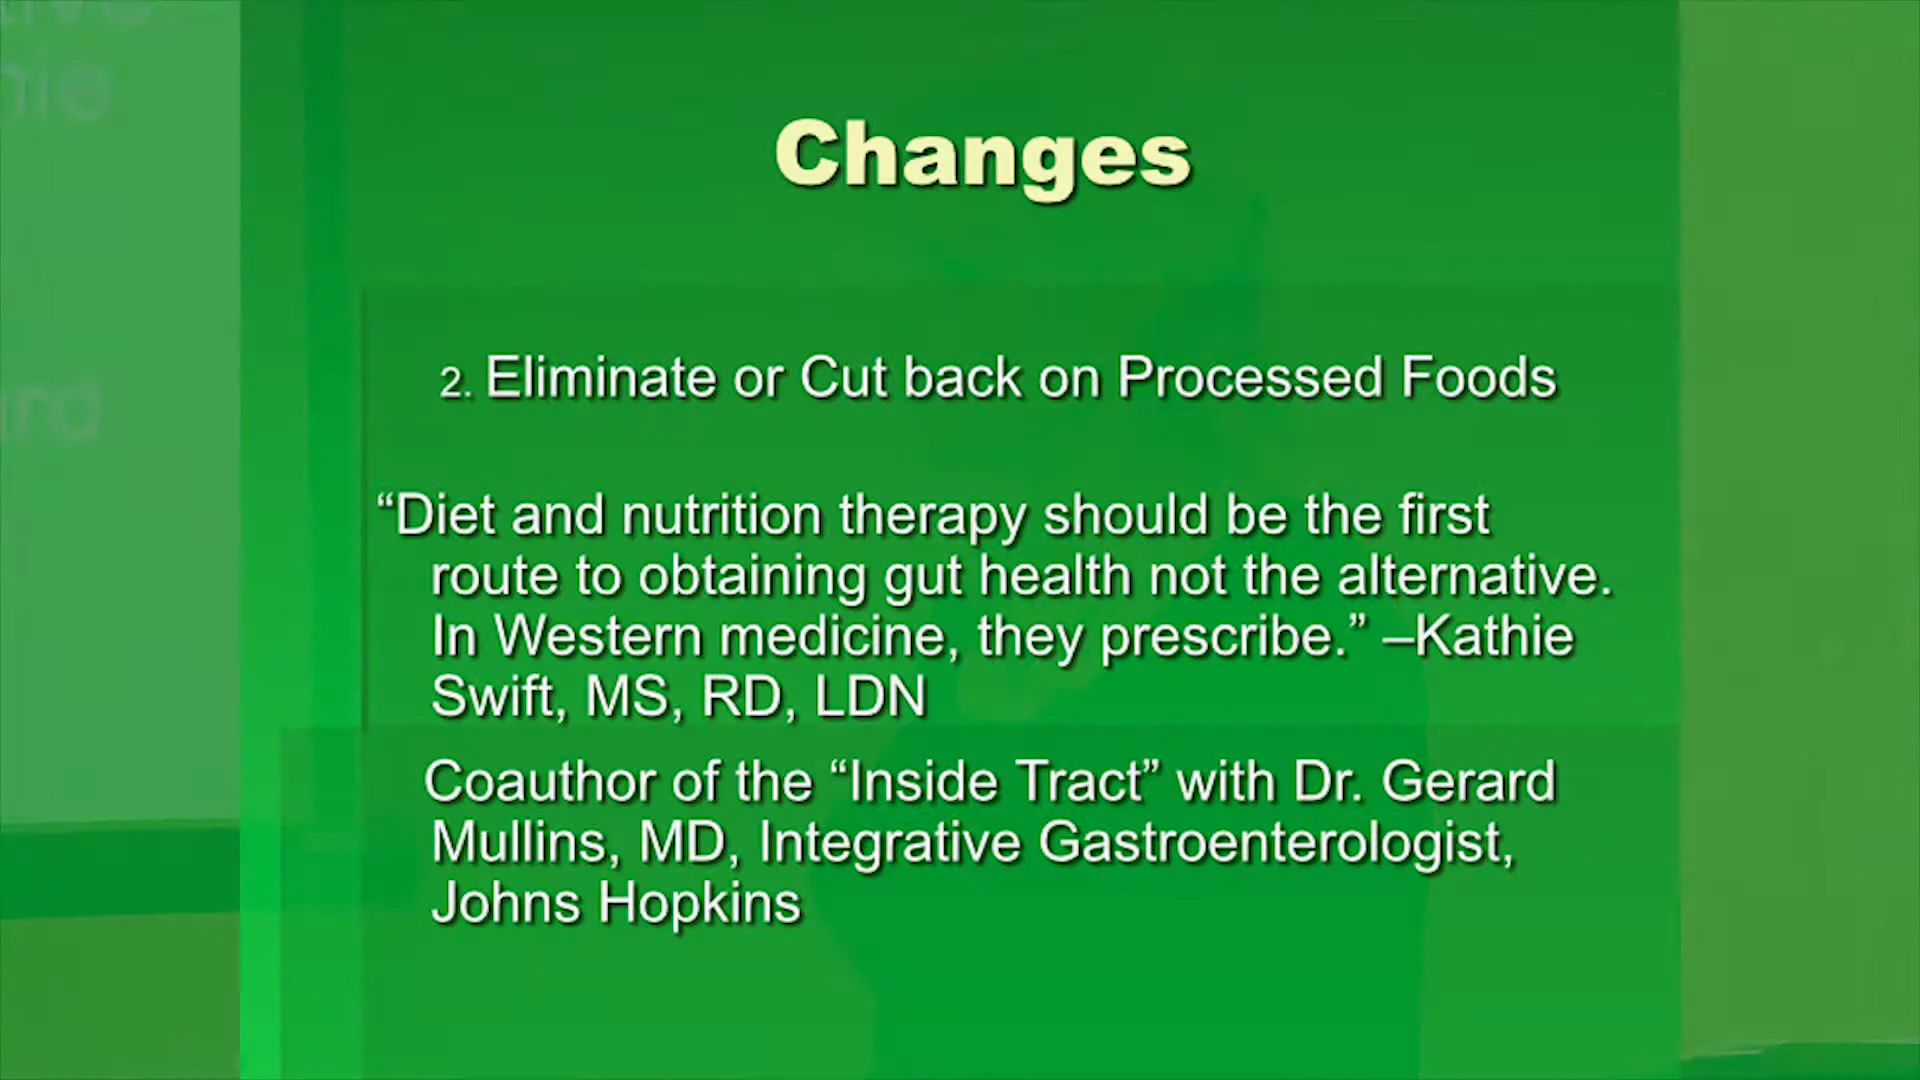 Changes
2. Eliminate or Cut back on Processed Foods
“Diet and nutrition therapy should be the first
route to obtaining gut health not the alternative.
In Western medicine, they prescribe.” –Kathie
Swift, MS, RD, LDN
Coauthor of the “Inside Tract” with Dr. Gerard
Mullins, MD, Integrative Gastroenterologist,
Johns Hopkins